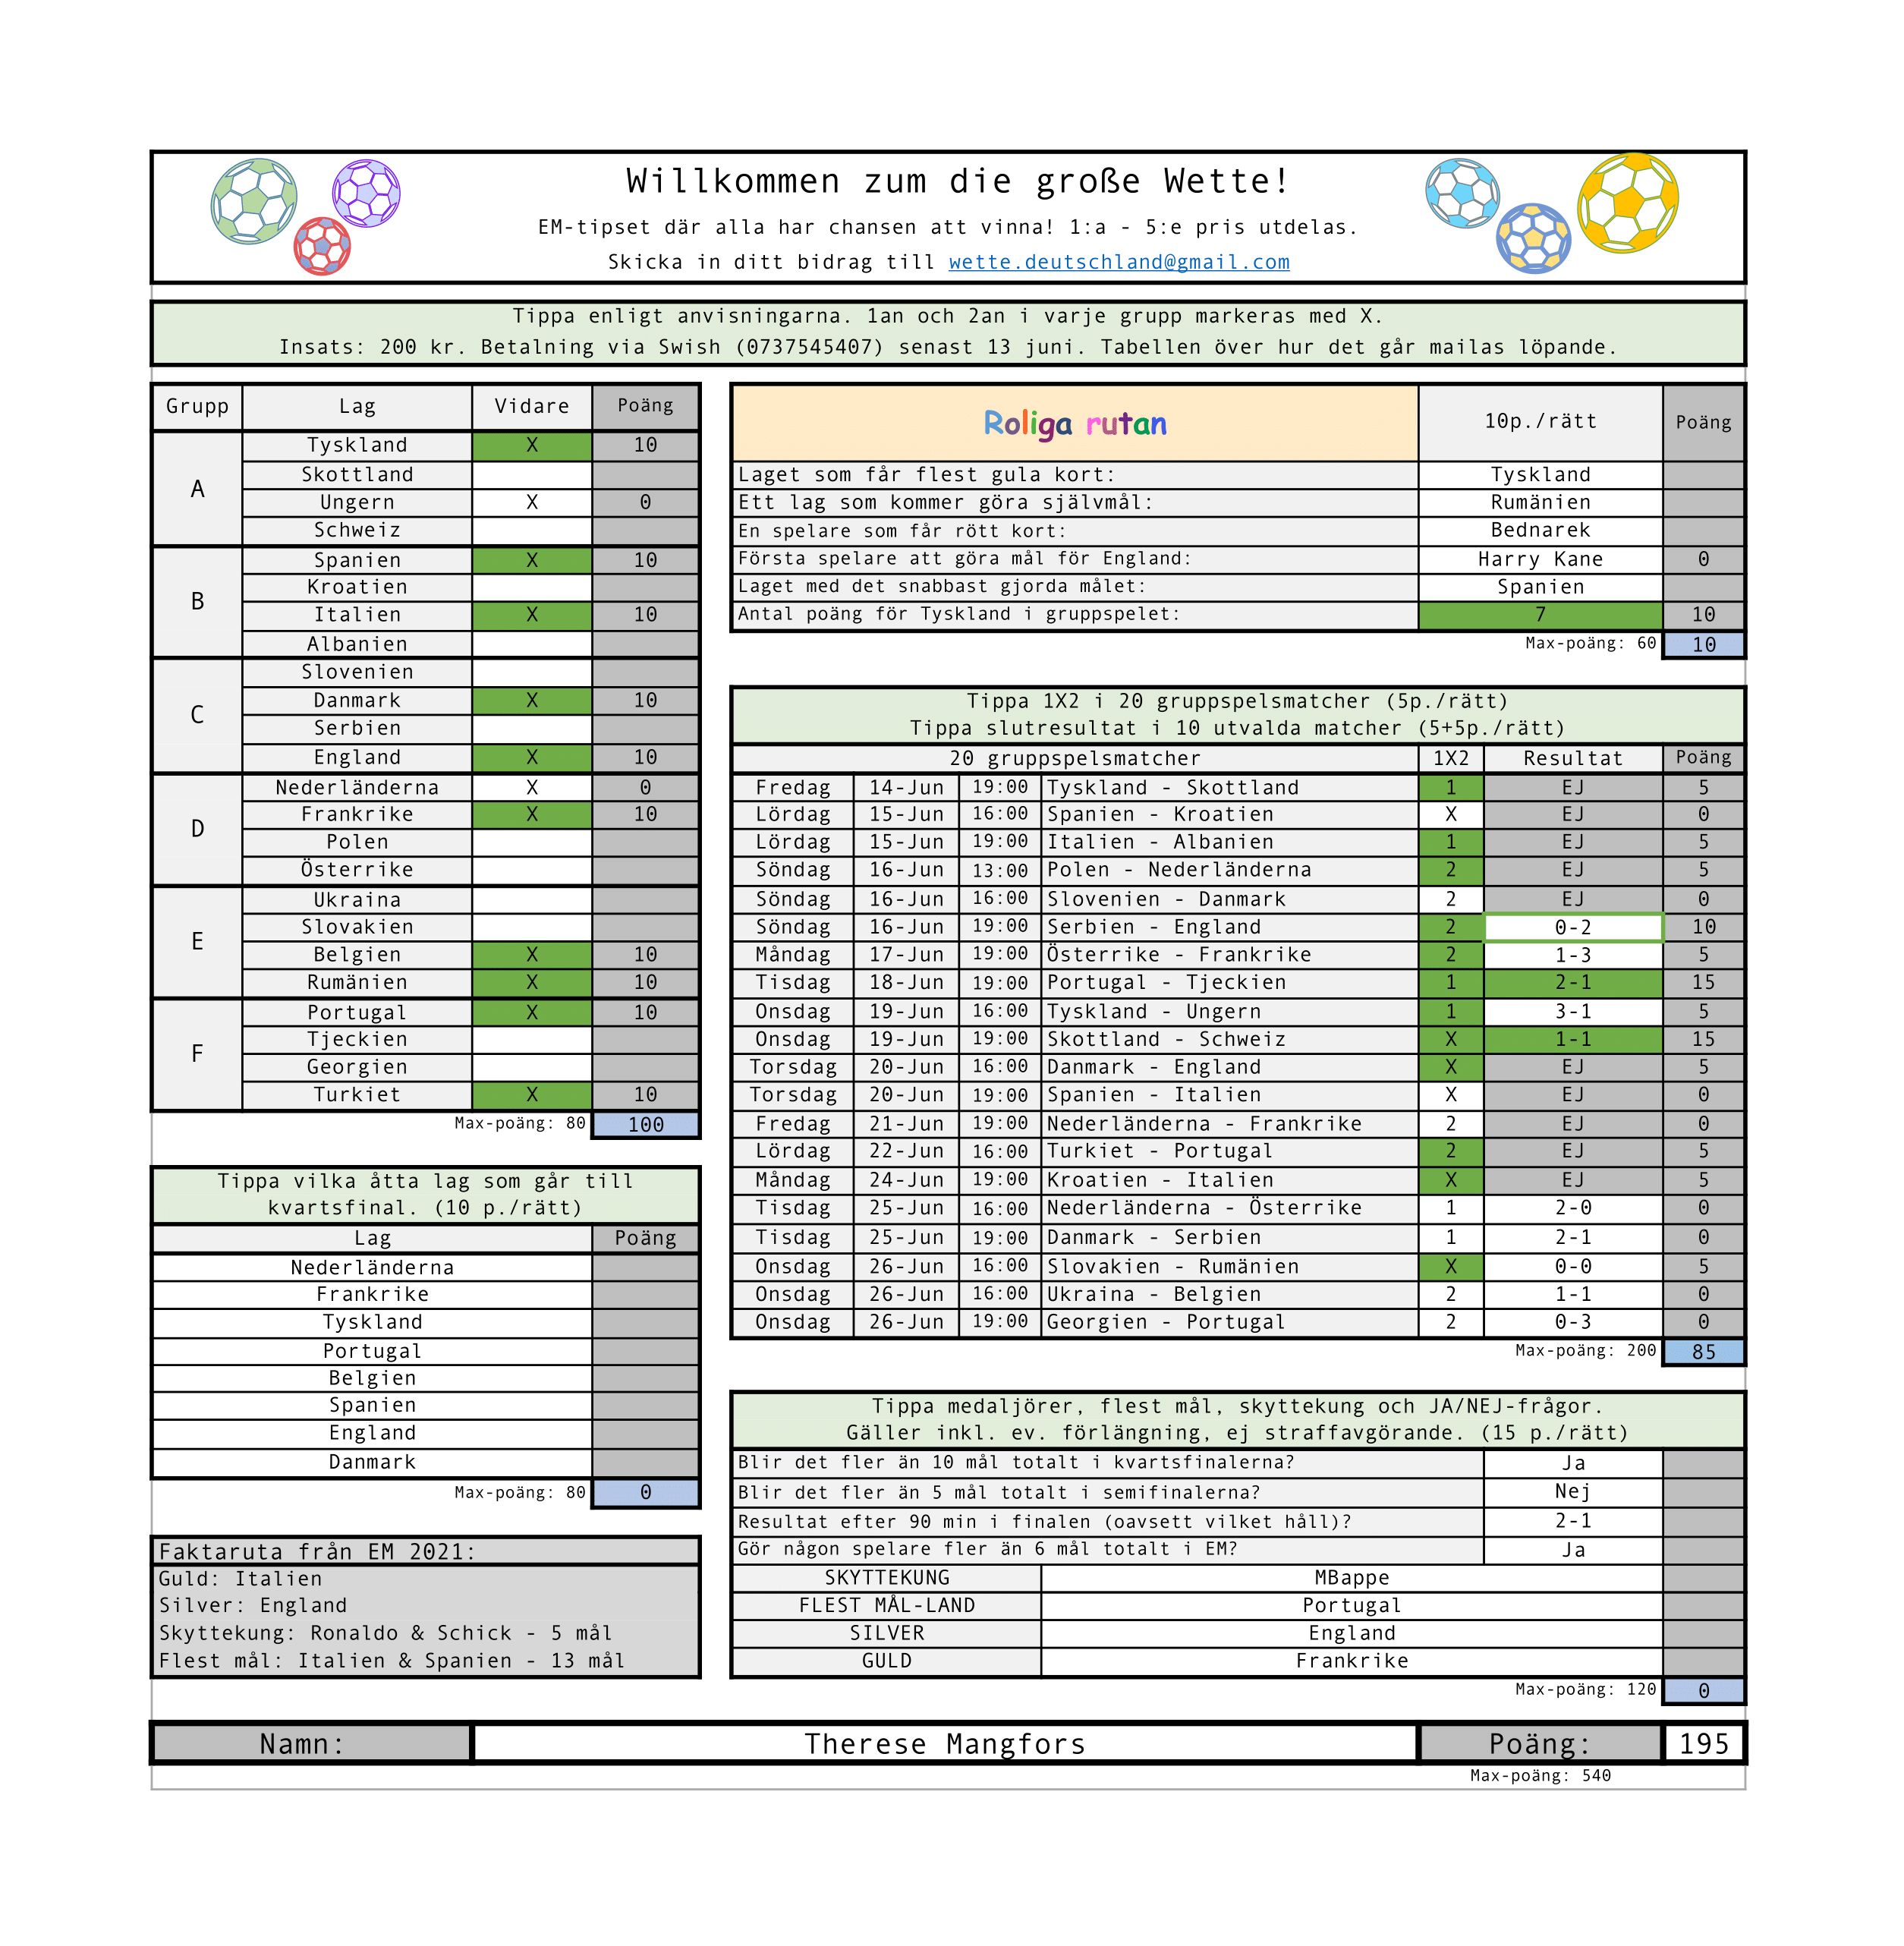 Willkommen zum die große Wette!
EM-tipset där alla har chansen att vinna! 1:a - 5:e pris utdelas.
Skicka in ditt bidrag till wette.deutschland@gmail.com
Tippa enligt anvisningarna. 1an och 2an i varje grupp markeras med X.
Insats: 200 kr. Betalning via Swish (0737545407) senast 13 juni. Tabellen över hur det går mailas löpande.
Grupp Lag Vidare Poäng
A
Tyskland X 10
Skottland
Ungern X 0
Schweiz
B
Spanien X 10
Kroatien
Italien X 10
Albanien
C
Slovenien
Danmark X 10
Serbien
England X 10
D
Nederländerna X 0
Frankrike X 10
Polen
Österrike
E
Ukraina
Slovakien
Belgien X 10
Rumänien X 10
F
Portugal X 10
Tjeckien
Georgien
Turkiet X 10
Max-poäng: 80 100
Tippa vilka åtta lag som går till
kvartsfinal. (10 p./rätt)
Lag Poäng
Nederländerna
Frankrike
Tyskland
Portugal
Belgien
Spanien
England
Danmark
Max-poäng: 80 0
Faktaruta från EM 2021:
Guld: Italien
Silver: England
Skyttekung: Ronaldo & Schick - 5 mål
Flest mål: Italien & Spanien - 13 mål
Roliga rutan 10p./rätt Poäng
Laget som får flest gula kort: Tyskland
Ett lag som kommer göra självmål: Rumänien
En spelare som får rött kort: Bednarek
Första spelare att göra mål för England: Harry Kane 0
Laget med det snabbast gjorda målet: Spanien
Antal poäng för Tyskland i gruppspelet: 7 10
Max-poäng: 60 10
Tippa 1X2 i 20 gruppspelsmatcher (5p./rätt)
Tippa slutresultat i 10 utvalda matcher (5+5p./rätt)
20 gruppspelsmatcher 1X2 Resultat Poäng
Fredag 14-Jun 19:00 Tyskland - Skottland 1 EJ 5
Lördag 15-Jun 16:00 Spanien - Kroatien X EJ 0
Lördag 15-Jun 19:00 Italien - Albanien 1 EJ 5
Söndag 16-Jun 13:00 Polen - Nederländerna 2 EJ 5
Söndag 16-Jun 16:00 Slovenien - Danmark 2 EJ 0
Söndag 16-Jun 19:00 Serbien - England 2 0-2 10
Måndag 17-Jun 19:00 Österrike - Frankrike 2 1-3 5
Tisdag 18-Jun 19:00 Portugal - Tjeckien 1 2-1 15
Onsdag 19-Jun 16:00 Tyskland - Ungern 1 3-1 5
Onsdag 19-Jun 19:00 Skottland - Schweiz X 1-1 15
Torsdag 20-Jun 16:00 Danmark - England X EJ 5
Torsdag 20-Jun 19:00 Spanien - Italien X EJ 0
Fredag 21-Jun 19:00 Nederländerna - Frankrike 2 EJ 0
Lördag 22-Jun 16:00 Turkiet - Portugal 2 EJ 5
Måndag 24-Jun 19:00 Kroatien - Italien X EJ 5
Tisdag 25-Jun 16:00 Nederländerna - Österrike 1 2-0 0
Tisdag 25-Jun 19:00 Danmark - Serbien 1 2-1 0
Onsdag 26-Jun 16:00 Slovakien - Rumänien X 0-0 5
Onsdag 26-Jun 16:00 Ukraina - Belgien 2 1-1 0
Onsdag 26-Jun 19:00 Georgien - Portugal 2 0-3 0
Max-poäng: 200 85
Tippa medaljörer, flest mål, skyttekung och JA/NEJ-frågor.
Gäller inkl. ev. förlängning, ej straffavgörande. (15 p./rätt)
Blir det fler än 10 mål totalt i kvartsfinalerna? Ja
Blir det fler än 5 mål totalt i semifinalerna? Nej
Resultat efter 90 min i finalen (oavsett vilket håll)? 2-1
Gör någon spelare fler än 6 mål totalt i EM? Ja
SKYTTEKUNG MBappe
FLEST MÅL-LAND Portugal
SILVER England
GULD Frankrike
Max-poäng: 120 0
Namn: Therese Mangfors Poäng: 195
Max-poäng: 540